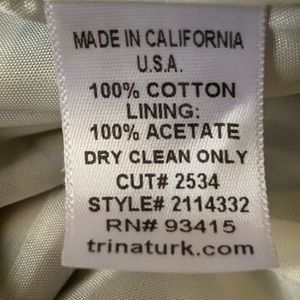 MADE IN CALIFORNIA
U.S.A.
100% COTTON
LINING:
100% ACETATE
DRY CLEAN ONLY
CUT# 2534
STYLE# 2114332
RN# 93415
trinaturk.com